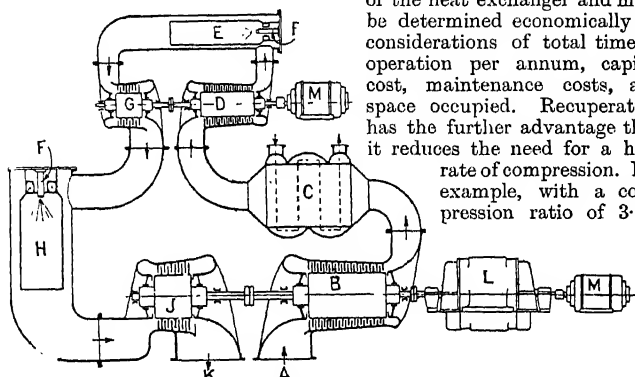 of the heat exchanger and m
be determined economically
considerations of total time
operation per annum, capi
cost, maintenance costs, a
space occupied. Recuperat
has the further advantage th
it reduces the need for a h
rate of compression.
example, with a co
pression ratio of 3·
E
F
G
D
M
F
C
H
J
B
L
M
K
A